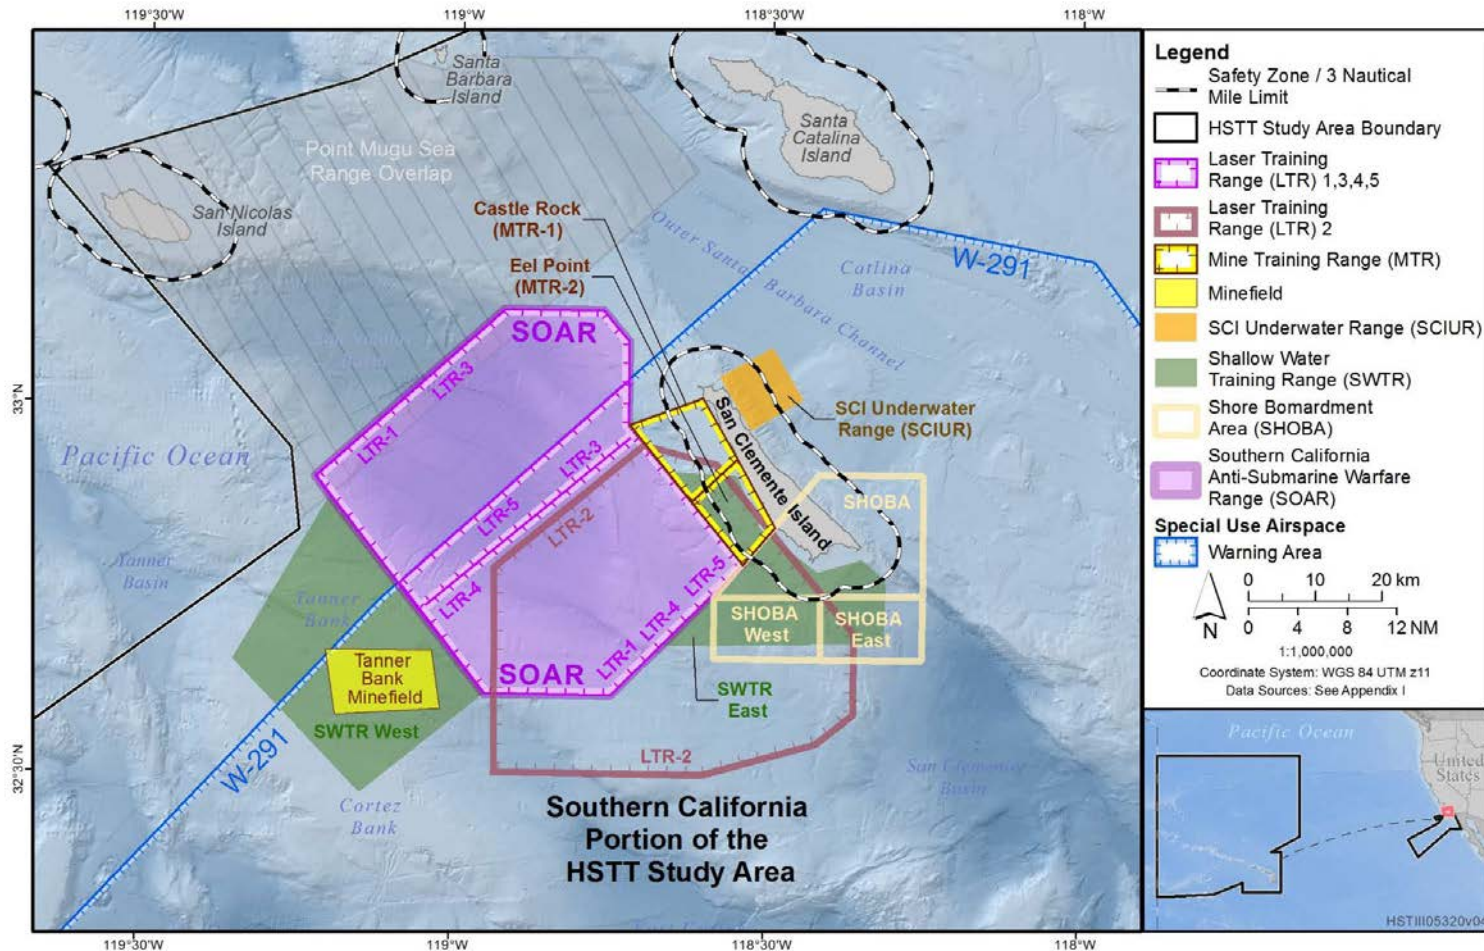 119°30'W
119°W
118°30'W
118°W
33°N
32°30'N
Santa
Barbara
Island
Santa
Catalina
Island
Point Mugu Sea
Range Overlap
San Nicolas
Island
Castle Rock
(MTR-1)
Eel Point
(MTR-2)
Outer Santa Barbara Channel
Catlina
Basin
W-291
SOAR
LTR-3
LTR-1
LTR-3
LTR-5
LTR-2
LTR-4
LTR-5
LTR-4
LTR-1
SOAR
San Clemente Island
SCI Underwater
Range (SCIUR)
SHOBA
SHOBA
West
SHOBA
East
Pacific Ocean
Tanner
Basin
Tanner
Bank
Tanner
Bank
Minefield
SWTR West
SWTR
East
W-291
LTR-2
Cortez
Bank
San Clemente
Basin
Southern California
Portion of the
HSTT Study Area
119°30'W
119°W
118°30'W
118°W
Legend
Safety Zone / 3 Nautical
Mile Limit
HSTT Study Area Boundary
Laser Training
Range (LTR) 1,3,4,5
Laser Training
Range (LTR) 2
Mine Training Range (MTR)
Minefield
SCI Underwater Range (SCIUR)
Shallow Water
Training Range (SWTR)
Shore Bomardment
Area (SHOBA)
Southern California
Anti-Submarine Warfare
Range (SOAR)
Special Use Airspace
Warning Area
N
0 10 20 km
0 4 8 12 NM
1:1,000,000
Coordinate System: WGS 84 UTM z11
Data Sources: See Appendix I
Pacific Ocean
United
States
HSTIII05320v04